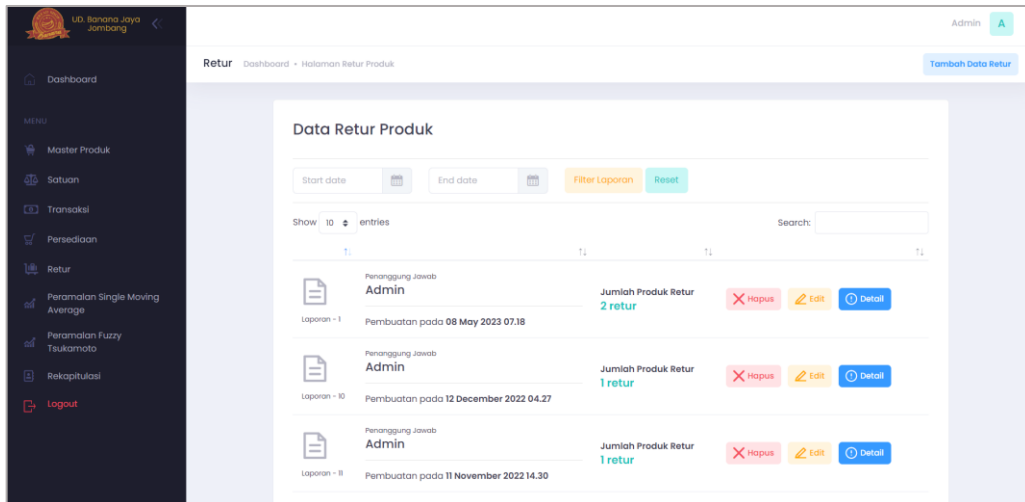 UD. Banana Jaya
Jombang
Admin
A
Retur Dashboard • Halaman Retur Produk
Tambah Data Retur
Dashboard
MENU
Master Produk
Satuan
Transaksi
Persediaan
Retur
Peramalan Single Moving
Average
Peramalan Fuzzy
Tsukamoto
Rekapitulasi
Logout
Data Retur Produk
Start date
End date
Filter Laporan
Reset
Show 10 entries
Search:
Penanggung Jawab
Admin
Laporan - 1
Pembuatan pada 08 May 2023 07.18
Jumlah Produk Retur
2 retur
Hapus
Edit
Detail
Penanggung Jawab
Admin
Laporan - 10
Pembuatan pada 12 December 2022 04.27
Jumlah Produk Retur
1 retur
Hapus
Edit
Detail
Penanggung Jawab
Admin
Laporan - 11
Pembuatan pada 11 November 2022 14.30
Jumlah Produk Retur
1 retur
Hapus
Edit
Detail